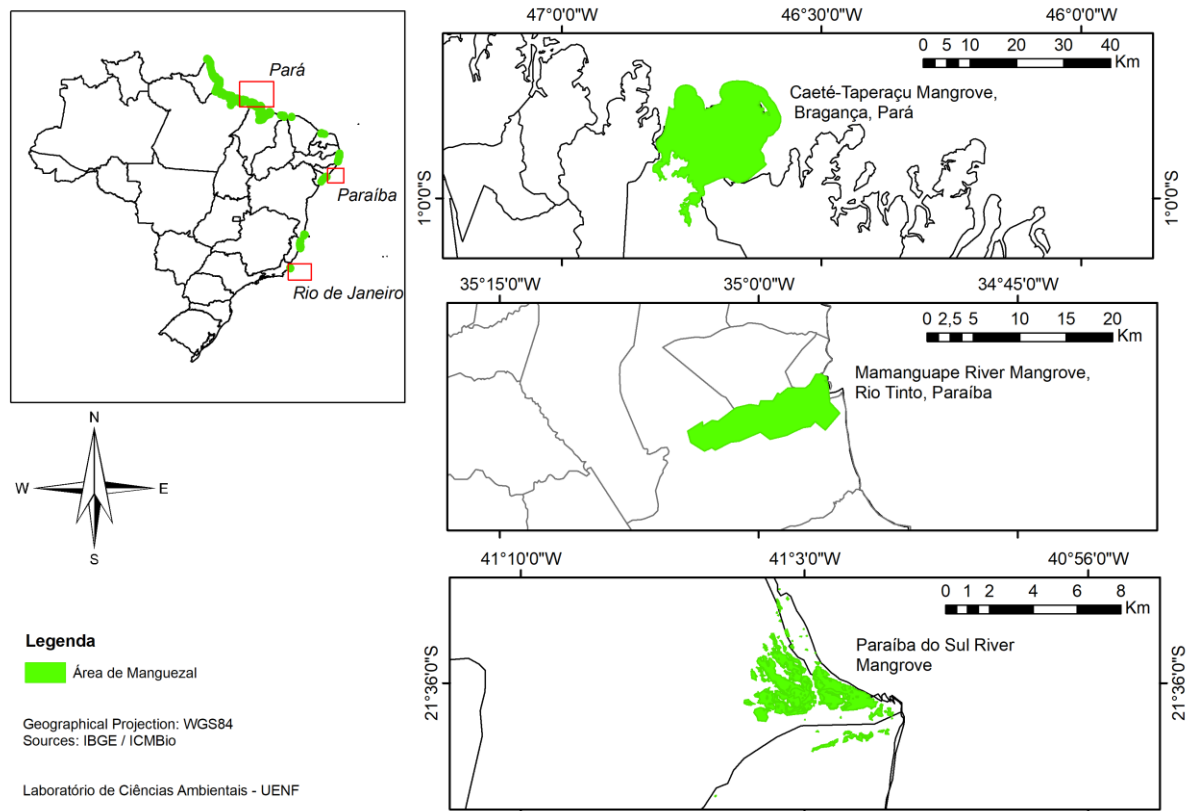 Pará
Paraíba
Rio de Janeiro
N
W
E
S
Legenda
Área de Manguezal
Geographical Projection: WGS84
Sources: IBGE / ICMBio
Laboratório de Ciências Ambientais - UENF
47°0'0"W
46°30'0"W
46°0'0"W
0 5 10 20 30 40
Km
Caeté-Taperaçu Mangrove,
Bragança, Pará
1°0'0"S
1°0'0"S
35°15'0"W
35°0'0"W
34°45'0"W
0 2,5 5 10 15 20
Km
Mamanguape River Mangrove,
Rio Tinto, Paraíba
41°10'0"W
41°3'0"W
40°56'0"W
0 1 2 4 6 8
Km
Paraíba do Sul River
Mangrove
21°36'0"S
21°36'0"S